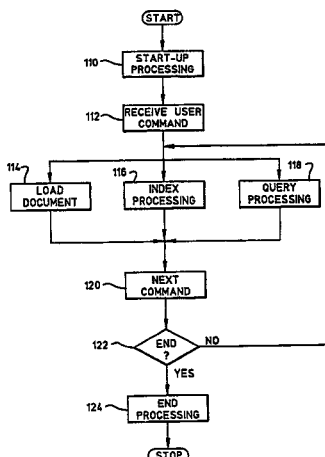 START
110
START-UP
PROCESSING
112
RECEIVE USER
COMMAND
114
LOAD
DOCUMENT
116
INDEX
PROCESSING
118
QUERY
PROCESSING
120
NEXT
COMMAND
122
END
?
NO
YES
124
END
PROCESSING
STOP